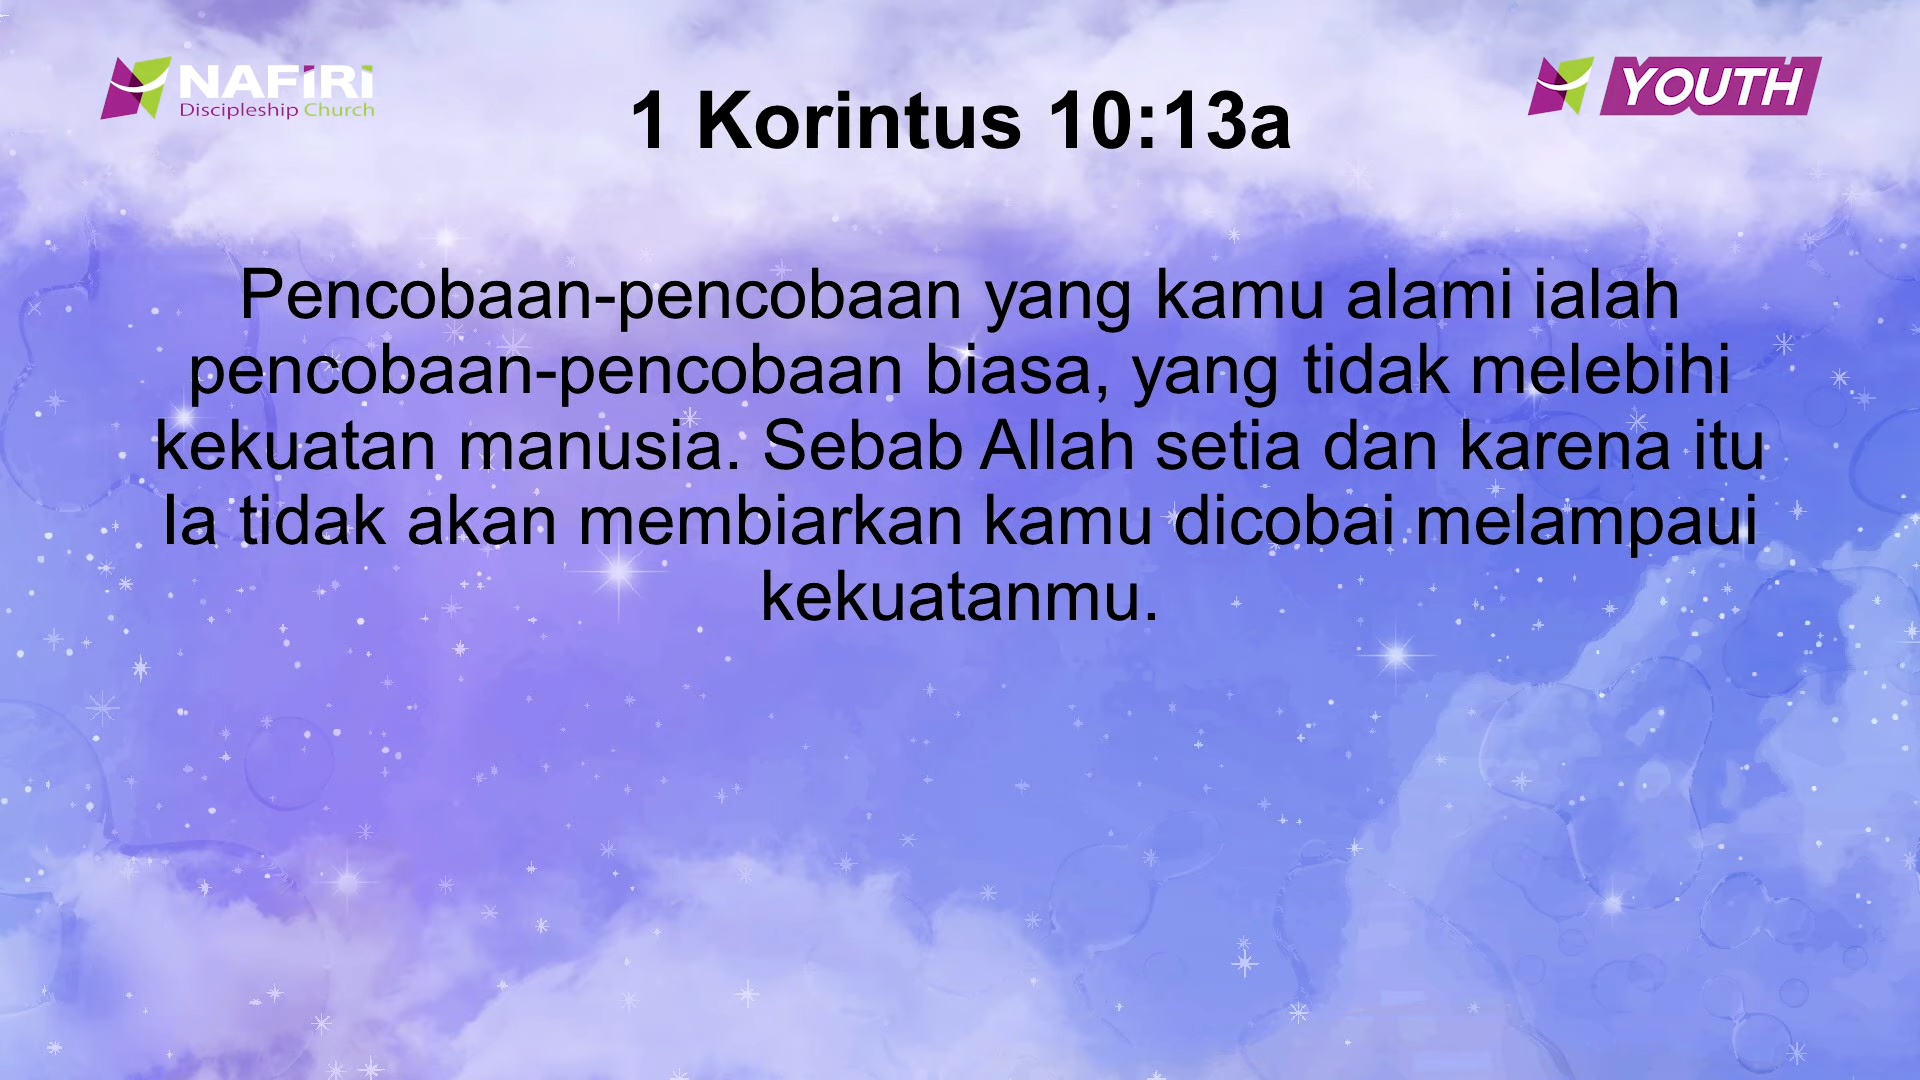 NAFIRI
Discipleship Church
YOUTH
1 Korintus 10:13a
Pencobaan-pencobaan yang kamu alami ialah
pencobaan-pencobaan biasa, yang tidak melebihi
kekuatan manusia. Sebab Allah setia dan karena itu
Ia tidak akan membiarkan kamu dicobai melampaui
kekuatanmu.